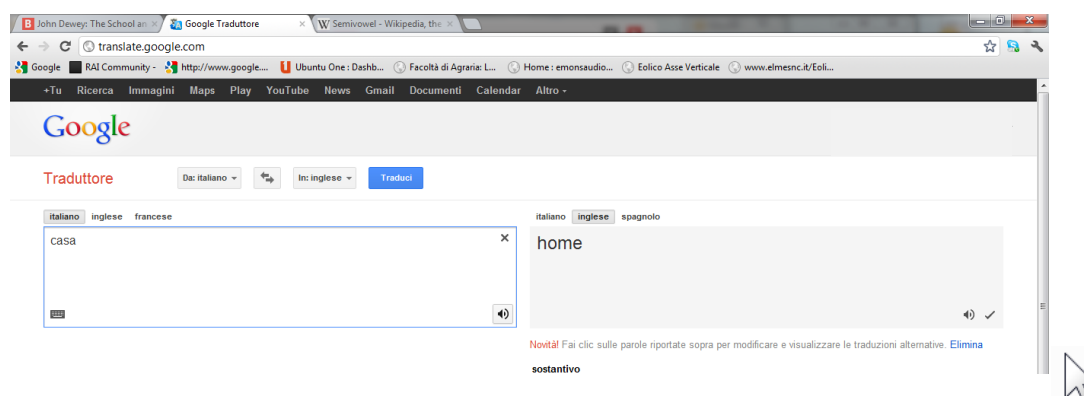 John Dewey: The School an Google Traduttore Semivowel - Wikipedia, the
translate.google.com
Google RAI Community - http://www.google.... Ubuntu One : Dashb... Facoltà di Agraria: L... Home : emonsaudio... Eolico Asse Verticale www.elmesnc.it/Eoli...
+Tu Ricerca Immagini Maps Play YouTube News Gmail Documenti Calendar Altro
Google
Traduttore Da: italiano In: inglese Traduci
italiano inglese francese italiano inglese spagnolo
casa home
Novità! Fai clic sulle parole riportate sopra per modificare e visualizzare le traduzioni alternative. Elimina
sostantivo